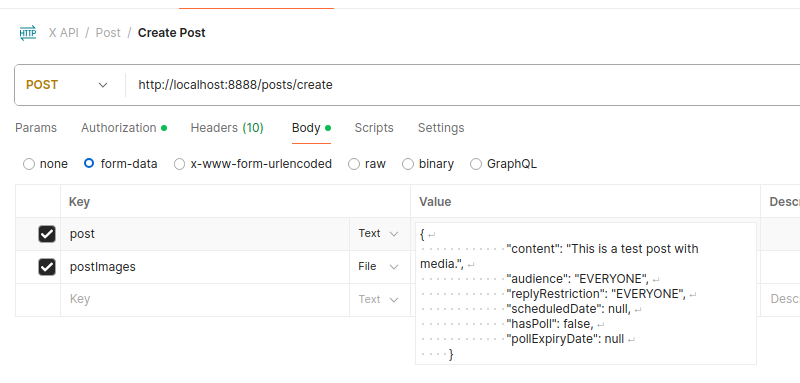 HTTP X API / Post / Create Post
POST http://localhost:8888/posts/create
Params Authorization Headers (10) Body Scripts Settings
none form-data x-www-form-urlencoded raw binary GraphQL
Key Value Descr
post Text {
"content": "This is a test post with
media.",
postImages File
"audience": "EVERYONE",
"replyRestriction": "EVERYONE",
Key Text Descr
"scheduledDate": null,
"hasPoll": false,
"pollExpiryDate": null
}